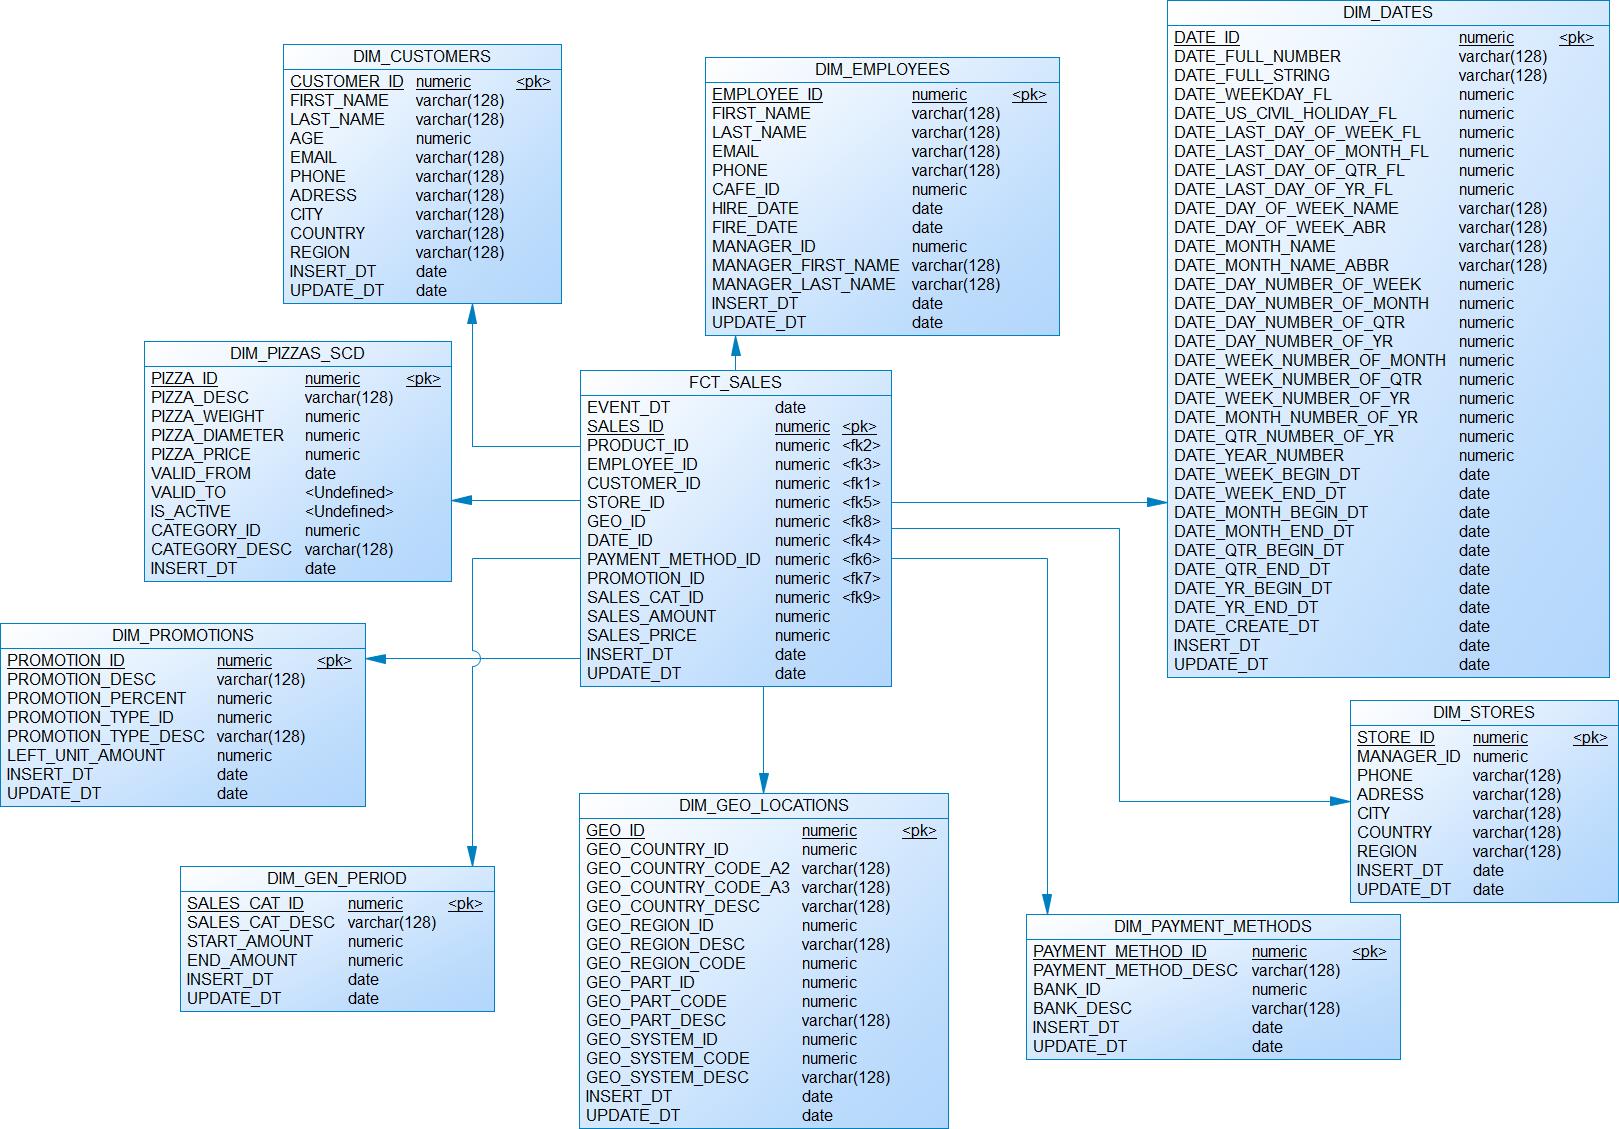 DIM_CUSTOMERS
CUSTOMER_ID numeric <pk>
FIRST_NAME varchar(128)
LAST_NAME varchar(128)
AGE numeric
EMAIL varchar(128)
PHONE varchar(128)
ADRESS varchar(128)
CITY varchar(128)
COUNTRY varchar(128)
REGION varchar(128)
INSERT_DT date
UPDATE_DT date
DIM_EMPLOYEES
EMPLOYEE_ID numeric <pk>
FIRST_NAME varchar(128)
LAST_NAME varchar(128)
EMAIL varchar(128)
PHONE varchar(128)
CAFE_ID numeric
HIRE_DATE date
FIRE_DATE date
MANAGER_ID numeric
MANAGER_FIRST_NAME varchar(128)
MANAGER_LAST_NAME varchar(128)
INSERT_DT date
UPDATE_DT date
DIM_DATES
DATE_ID numeric <pk>
DATE_FULL_NUMBER varchar(128)
DATE_FULL_STRING varchar(128)
DATE_WEEKDAY_FL numeric
DATE_US_CIVIL_HOLIDAY_FL numeric
DATE_LAST_DAY_OF_WEEK_FL numeric
DATE_LAST_DAY_OF_MONTH_FL numeric
DATE_LAST_DAY_OF_QTR_FL numeric
DATE_LAST_DAY_OF_YR_FL numeric
DATE_DAY_OF_WEEK_NAME varchar(128)
DATE_DAY_OF_WEEK_ABR varchar(128)
DATE_MONTH_NAME varchar(128)
DATE_MONTH_NAME_ABBR varchar(128)
DATE_DAY_NUMBER_OF_WEEK numeric
DATE_DAY_NUMBER_OF_MONTH numeric
DATE_DAY_NUMBER_OF_QTR numeric
DATE_DAY_NUMBER_OF_YR numeric
DATE_WEEK_NUMBER_OF_MONTH numeric
DATE_WEEK_NUMBER_OF_QTR numeric
DATE_WEEK_NUMBER_OF_YR numeric
DATE_MONTH_NUMBER_OF_YR numeric
DATE_QTR_NUMBER_OF_YR numeric
DATE_YEAR_NUMBER numeric
DATE_WEEK_BEGIN_DT date
DATE_WEEK_END_DT date
DATE_MONTH_BEGIN_DT date
DATE_MONTH_END_DT date
DATE_QTR_BEGIN_DT date
DATE_QTR_END_DT date
DATE_YR_BEGIN_DT date
DATE_YR_END_DT date
DATE_CREATE_DT date
INSERT_DT date
UPDATE_DT date
DIM_PIZZAS_SCD
PIZZA_ID numeric <pk>
PIZZA_DESC varchar(128)
PIZZA_WEIGHT numeric
PIZZA_DIAMETER numeric
PIZZA_PRICE numeric
VALID_FROM date
VALID_TO <Undefined>
IS_ACTIVE <Undefined>
CATEGORY_ID numeric
CATEGORY_DESC varchar(128)
INSERT_DT date
FCT_SALES
EVENT_DT date
SALES_ID numeric <pk>
PRODUCT_ID numeric <fk2>
EMPLOYEE_ID numeric <fk3>
CUSTOMER_ID numeric <fk1>
STORE_ID numeric <fk5>
GEO_ID numeric <fk8>
DATE_ID numeric <fk4>
PAYMENT_METHOD_ID numeric <fk6>
PROMOTION_ID numeric <fk7>
SALES_CAT_ID numeric <fk9>
SALES_AMOUNT numeric
SALES_PRICE numeric
INSERT_DT date
UPDATE_DT date
DIM_PROMOTIONS
PROMOTION_ID numeric <pk>
PROMOTION_DESC varchar(128)
PROMOTION_PERCENT numeric
PROMOTION_TYPE_ID numeric
PROMOTION_TYPE_DESC varchar(128)
LEFT_UNIT_AMOUNT numeric
INSERT_DT date
UPDATE_DT date
DIM_STORES
STORE_ID numeric <pk>
MANAGER_ID numeric
PHONE varchar(128)
ADRESS varchar(128)
CITY varchar(128)
COUNTRY varchar(128)
REGION varchar(128)
INSERT_DT date
UPDATE_DT date
DIM_GEO_LOCATIONS
GEO_ID numeric <pk>
GEO_COUNTRY_ID numeric
GEO_COUNTRY_CODE_A2 varchar(128)
GEO_COUNTRY_CODE_A3 varchar(128)
GEO_COUNTRY_DESC varchar(128)
GEO_REGION_ID numeric
GEO_REGION_DESC varchar(128)
GEO_REGION_CODE numeric
GEO_PART_ID numeric
GEO_PART_CODE numeric
GEO_PART_DESC varchar(128)
GEO_SYSTEM_ID numeric
GEO_SYSTEM_CODE numeric
GEO_SYSTEM_DESC varchar(128)
INSERT_DT date
UPDATE_DT date
DIM_GEN_PERIOD
SALES_CAT_ID numeric <pk>
SALES_CAT_DESC varchar(128)
START_AMOUNT numeric
END_AMOUNT numeric
INSERT_DT date
UPDATE_DT date
DIM_PAYMENT_METHODS
PAYMENT_METHOD_ID numeric <pk>
PAYMENT_METHOD_DESC varchar(128)
BANK_ID numeric
BANK_DESC varchar(128)
INSERT_DT date
UPDATE_DT date